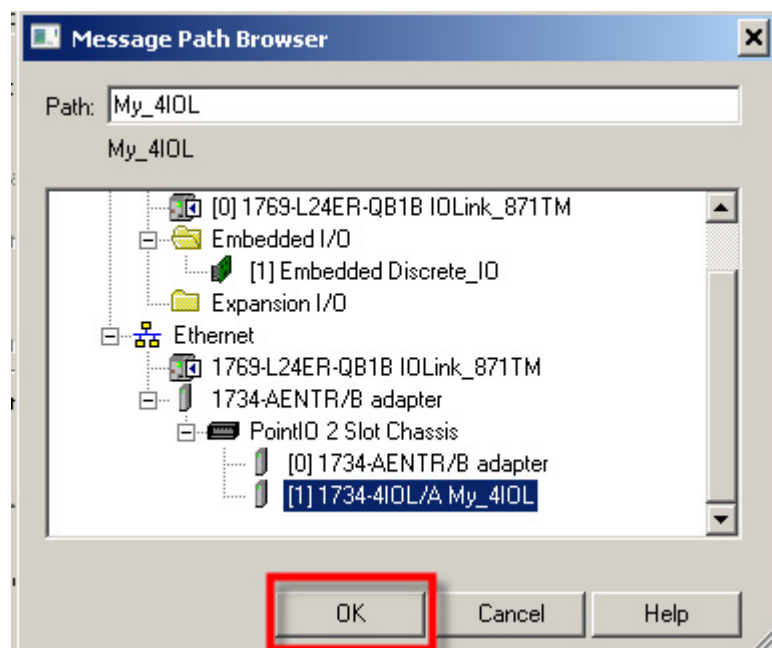 Message Path Browser
Path: My_4IOL
My_4IOL
[0] 1769-L24ER-QB1B IOLink_871TM
Embedded I/O
[1] Embedded Discrete_IO
Expansion I/O
Ethernet
1769-L24ER-QB1B IOLink_871TM
1734-AENTR/B adapter
PointIO 2 Slot Chassis
[0] 1734-AENTR/B adapter
[1] 1734-4IOL/A My_4IOL
OK Cancel Help